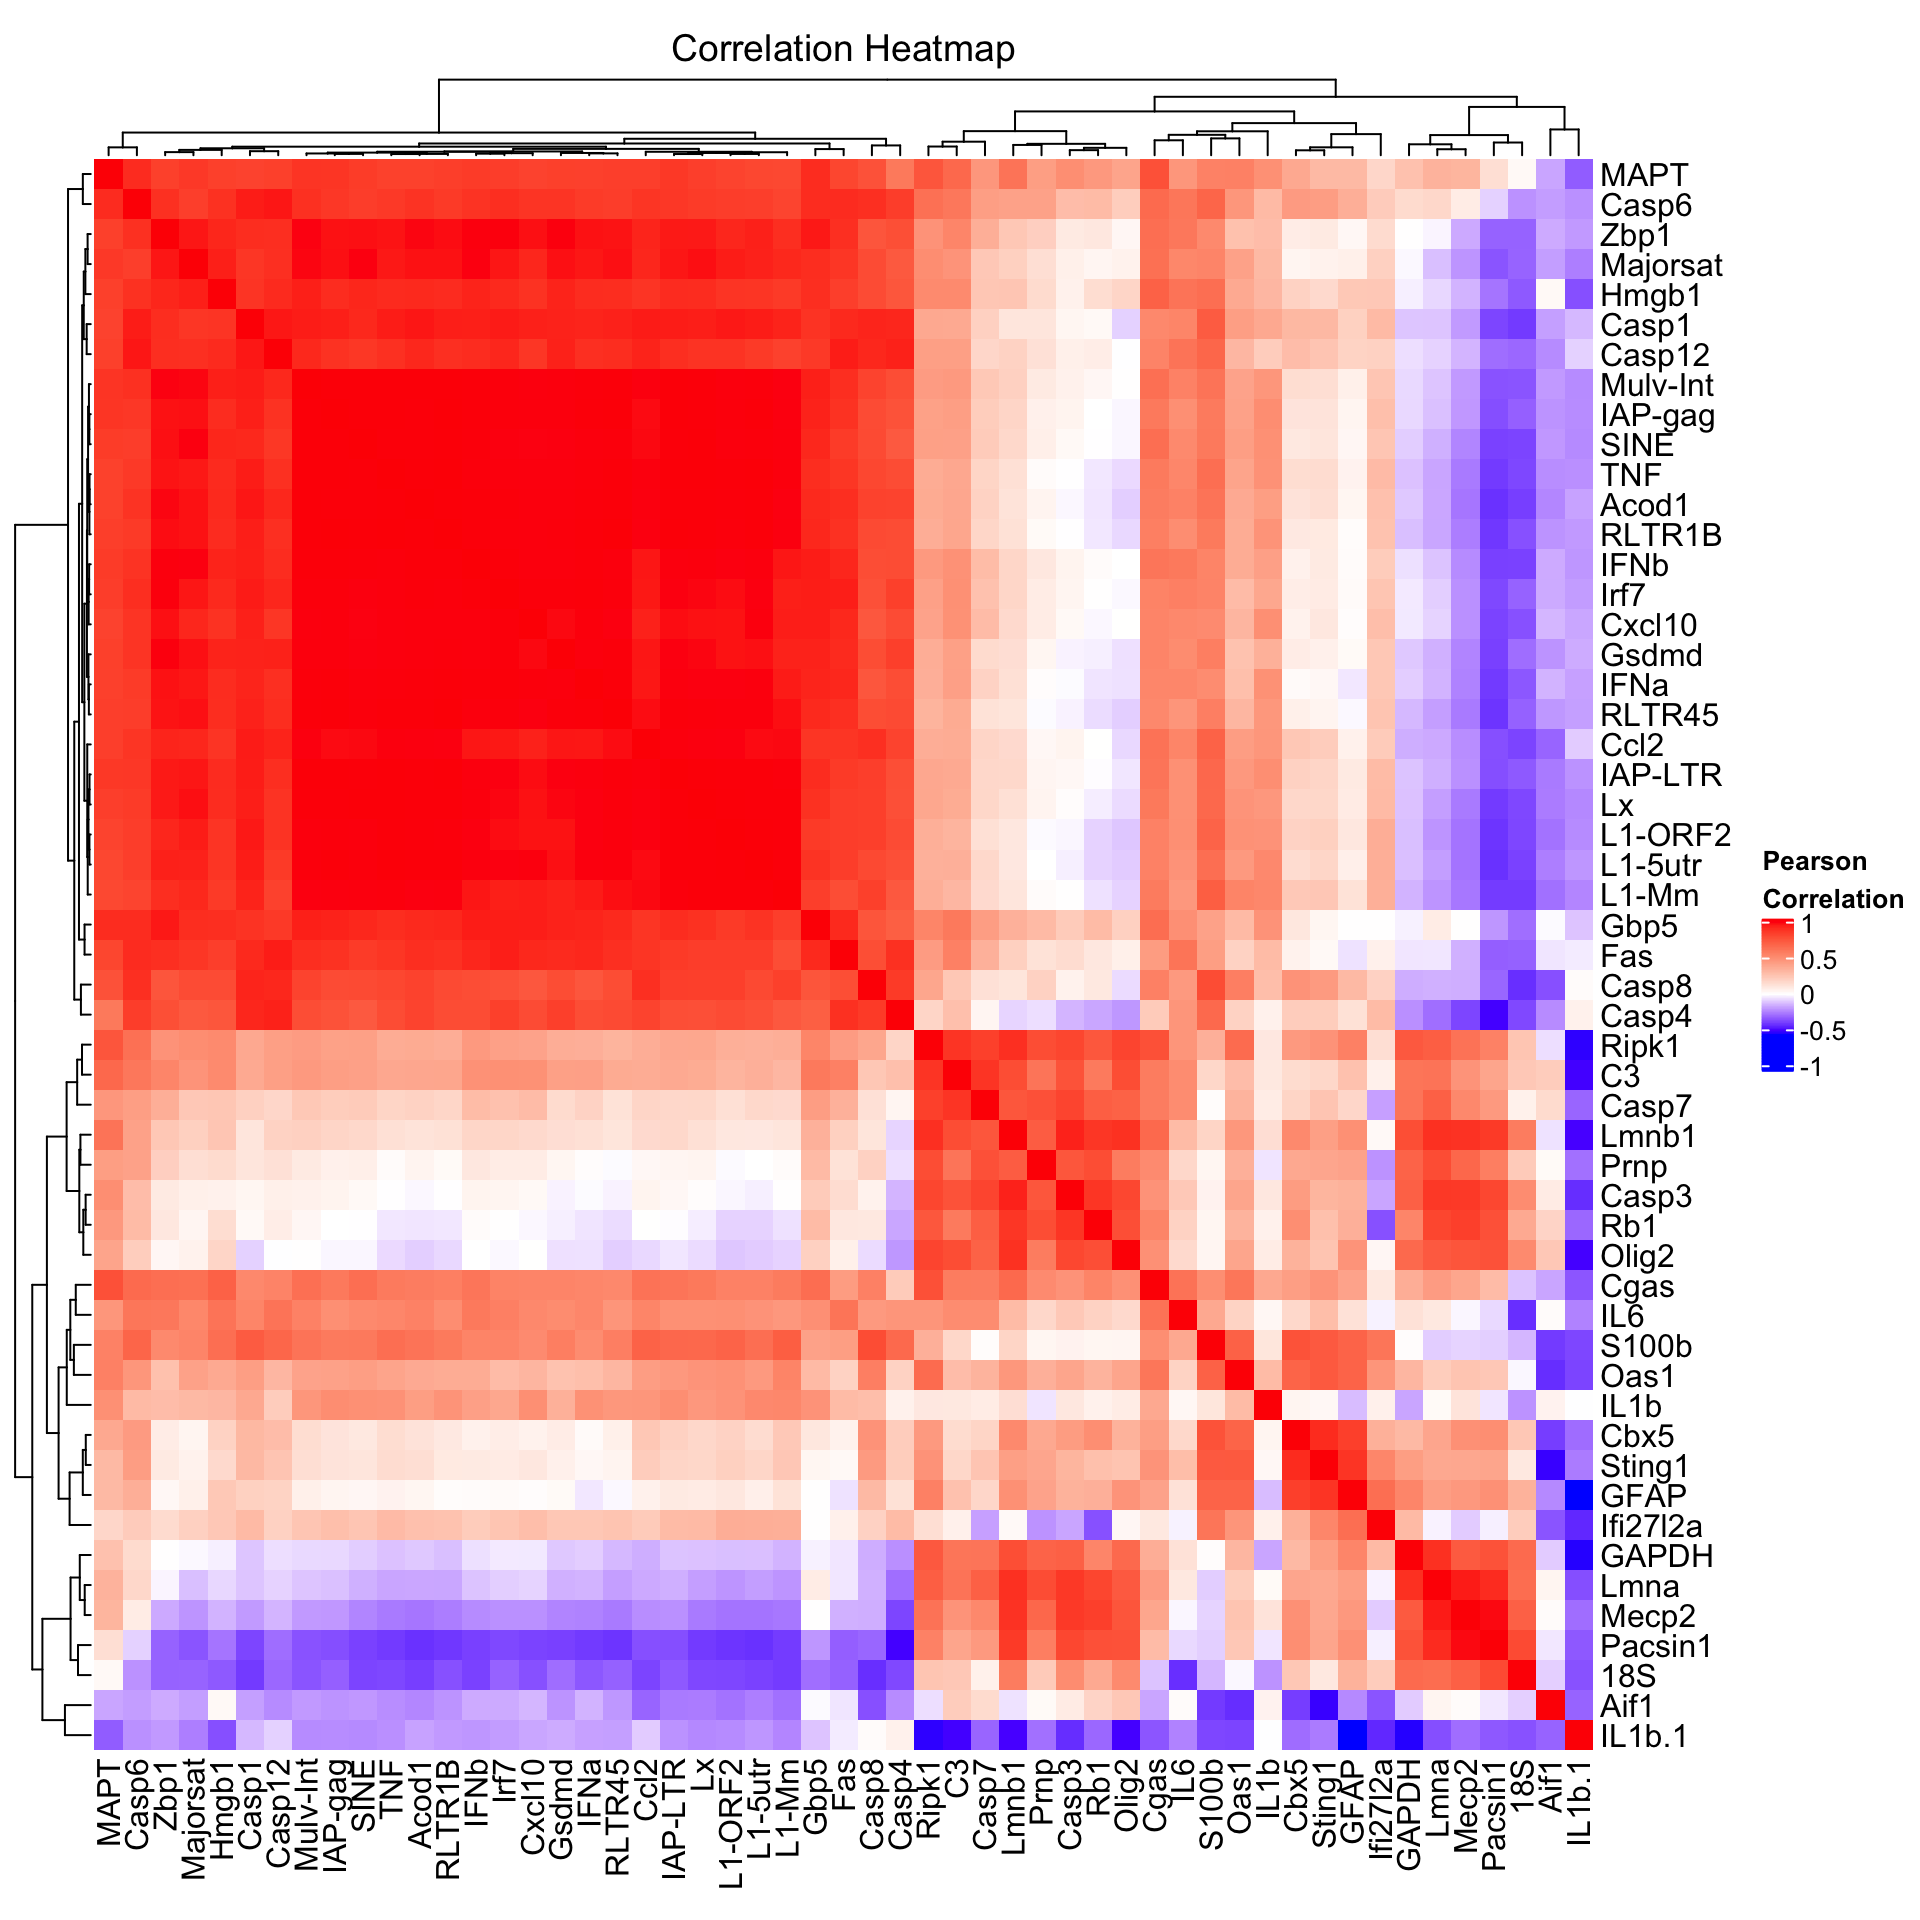 Correlation Heatmap
MAPT
Casp6
Zbp1
Majorsat
Hmgb1
Casp1
Casp12
Mulv-Int
IAP-gag
SINE
TNF
Acod1
RLTR1B
IFNb
Irf7
Cxcl10
Gsdmd
IFNa
RLTR45
Ccl2
IAP-LTR
Lx
L1-ORF2
L1-5utr
L1-Mm
Gbp5
Fas
Casp8
Casp4
Ripk1
C3
Casp7
Lmnb1
Prnp
Casp3
Rb1
Olig2
Cgas
IL6
S100b
Oas1
IL1b
Cbx5
Sting1
GFAP
Ifi27l2a
GAPDH
Lmna
Mecp2
Pacsin1
18S
Aif1
IL1b.1
Pearson
Correlation
1
0.5
0
-0.5
-1
MAPT
Casp6
Zbp1
Majorsat
Hmgb1
Casp1
Casp12
Mulv-Int
IAP-gag
SINE
TNF
Acod1
RLTR1B
IFNb
Irf7
Cxcl10
Gsdmd
IFNa
RLTR45
Ccl2
IAP-LTR
Lx
L1-ORF2
L1-5utr
L1-Mm
Gbp5
Fas
Casp8
Casp4
Ripk1
C3
Casp7
Lmnb1
Prnp
Casp3
Rb1
Olig2
Cgas
IL6
S100b
Oas1
IL1b
Cbx5
Sting1
GFAP
Ifi27l2a
GAPDH
Lmna
Mecp2
Pacsin1
18S
Aif1
IL1b.1